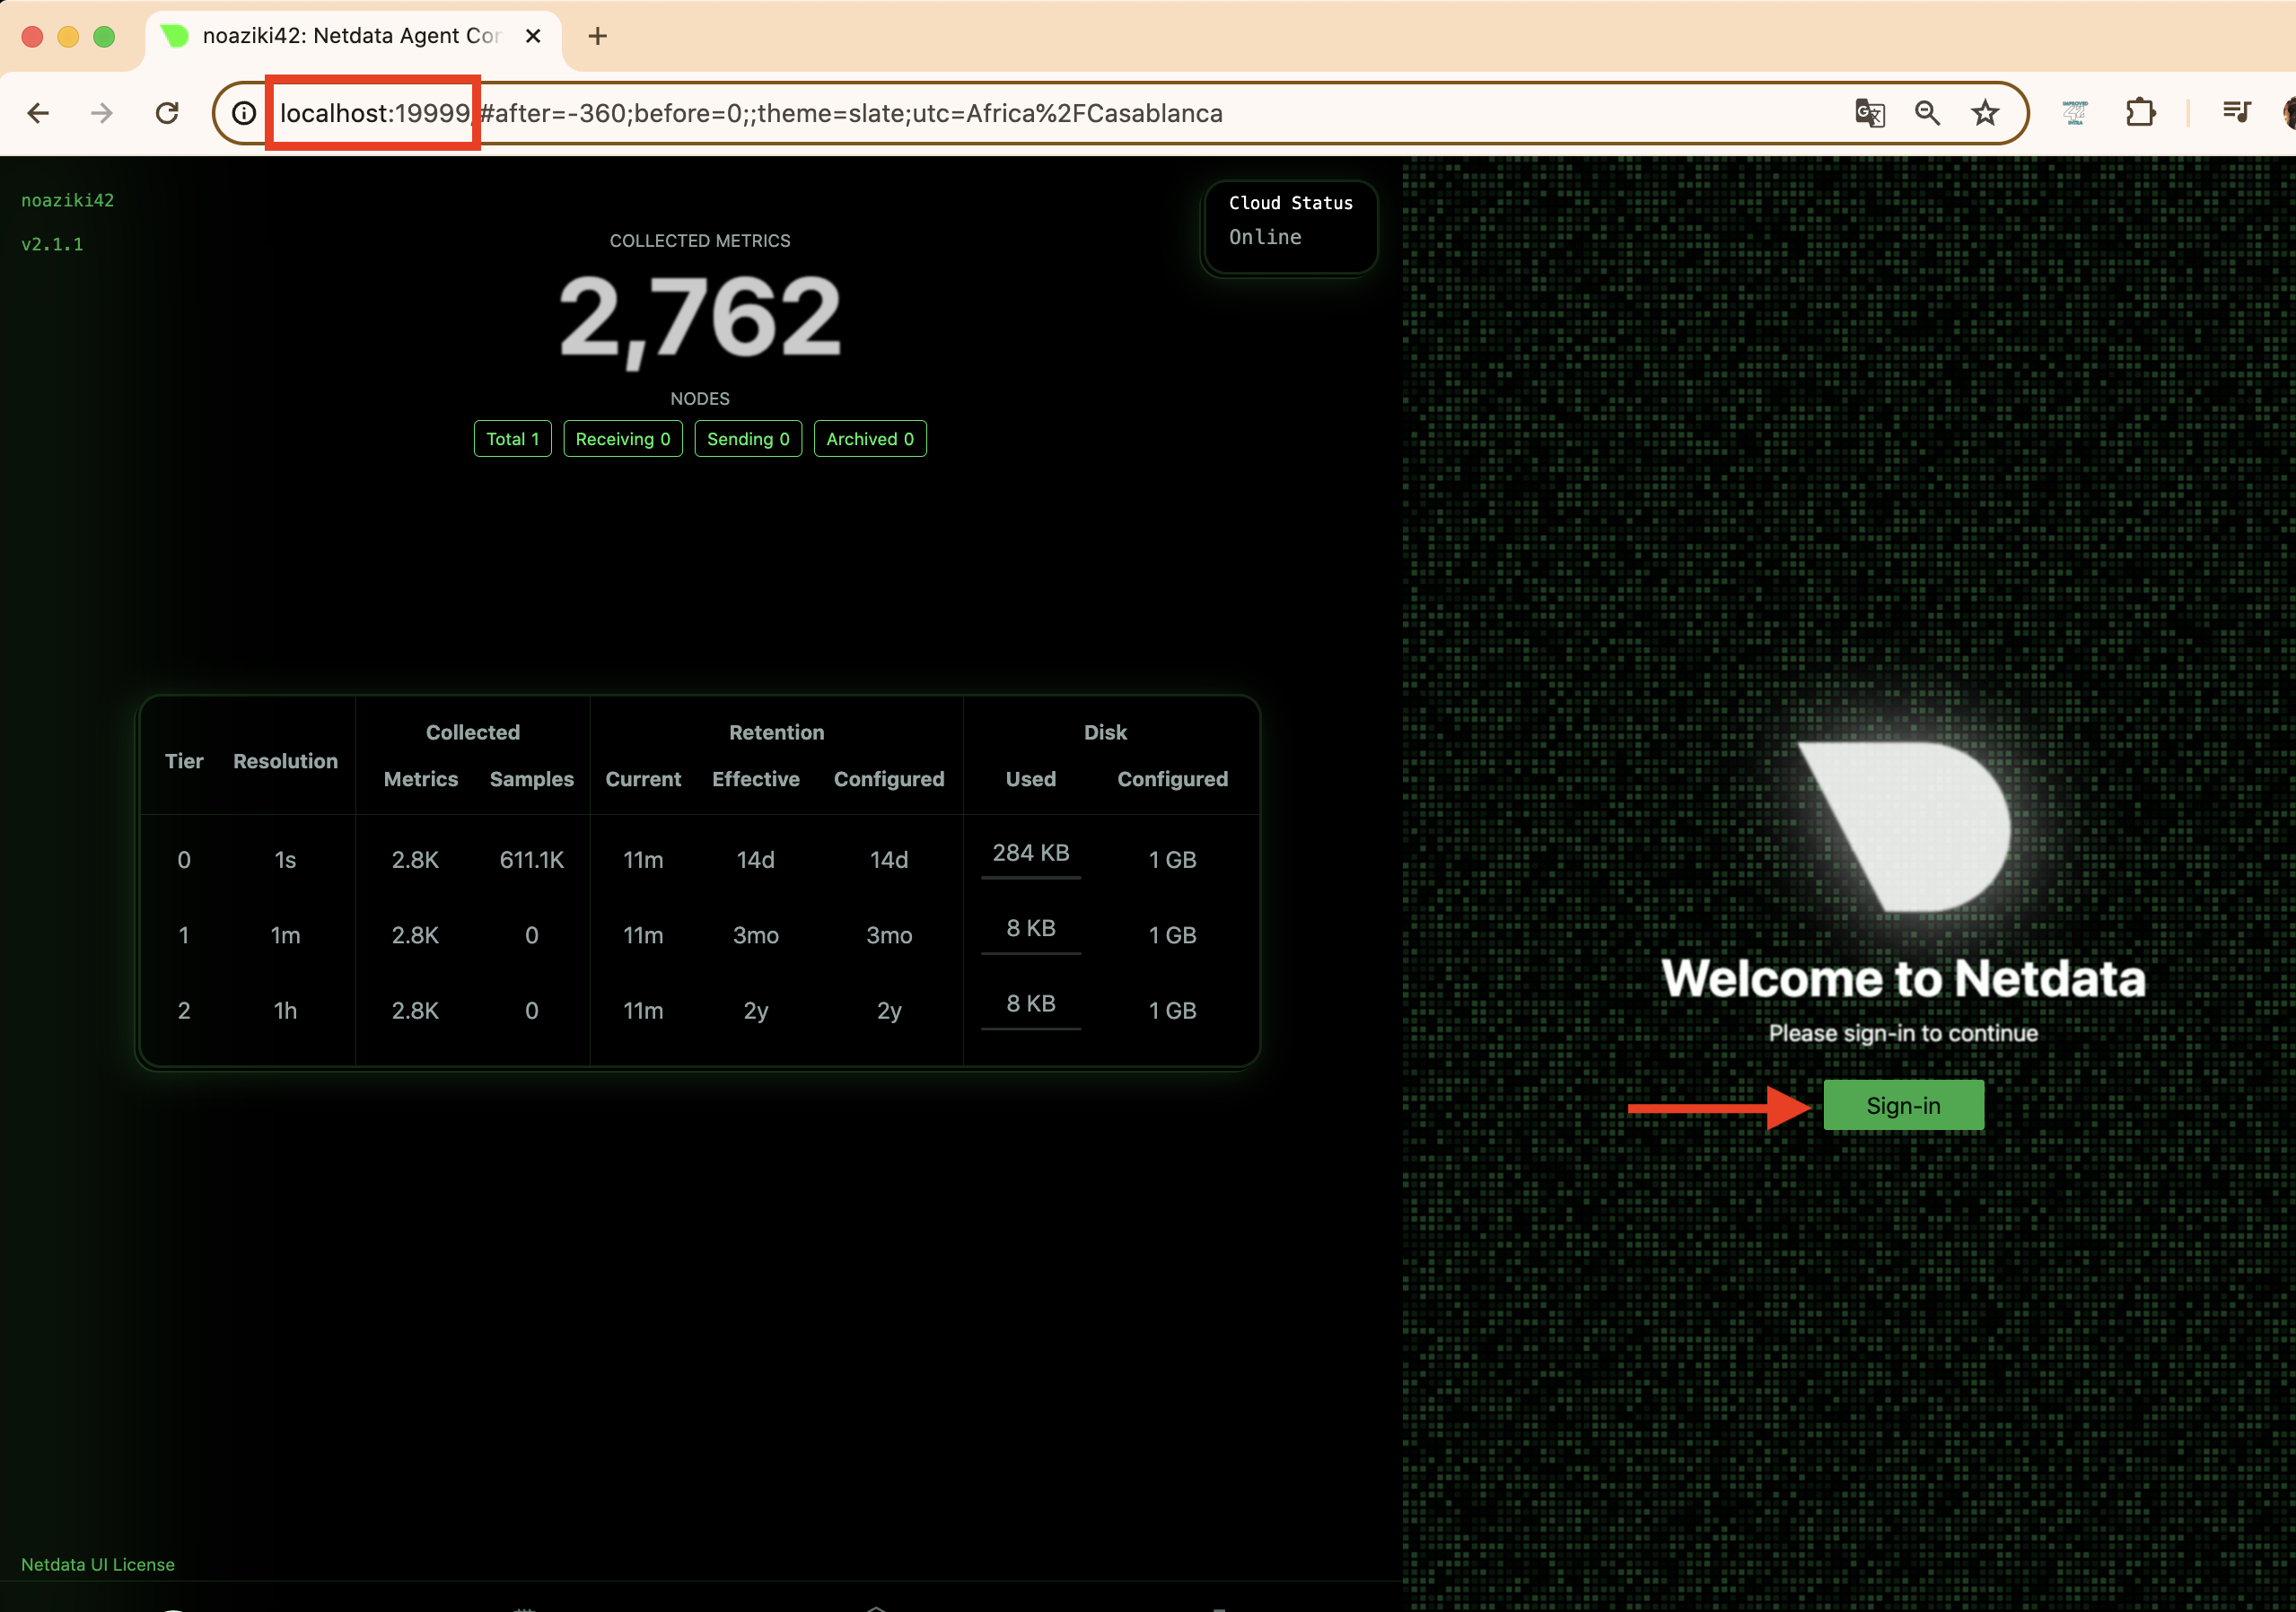 noaziki42: Netdata Agent Con
localhost:19999/#after=-360;before=0;;theme=slate;utc=Africa%2FCasablanca
noaziki42
v2.1.1
Cloud Status
Online
COLLECTED METRICS
2,762
NODES
Total 1 Receiving 0 Sending 0 Archived 0
Collected Retention Disk
Tier Resolution
Metrics Samples Current Effective Configured Used Configured
0 1s 2.8K 611.1K 11m 14d 14d 284 KB 1 GB
1 1m 2.8K 0 11m 3mo 3mo 8 KB 1 GB
2 1h 2.8K 0 11m 2y 2y 8 KB 1 GB
Netdata UI License
Welcome to Netdata
Please sign-in to continue
Sign-in